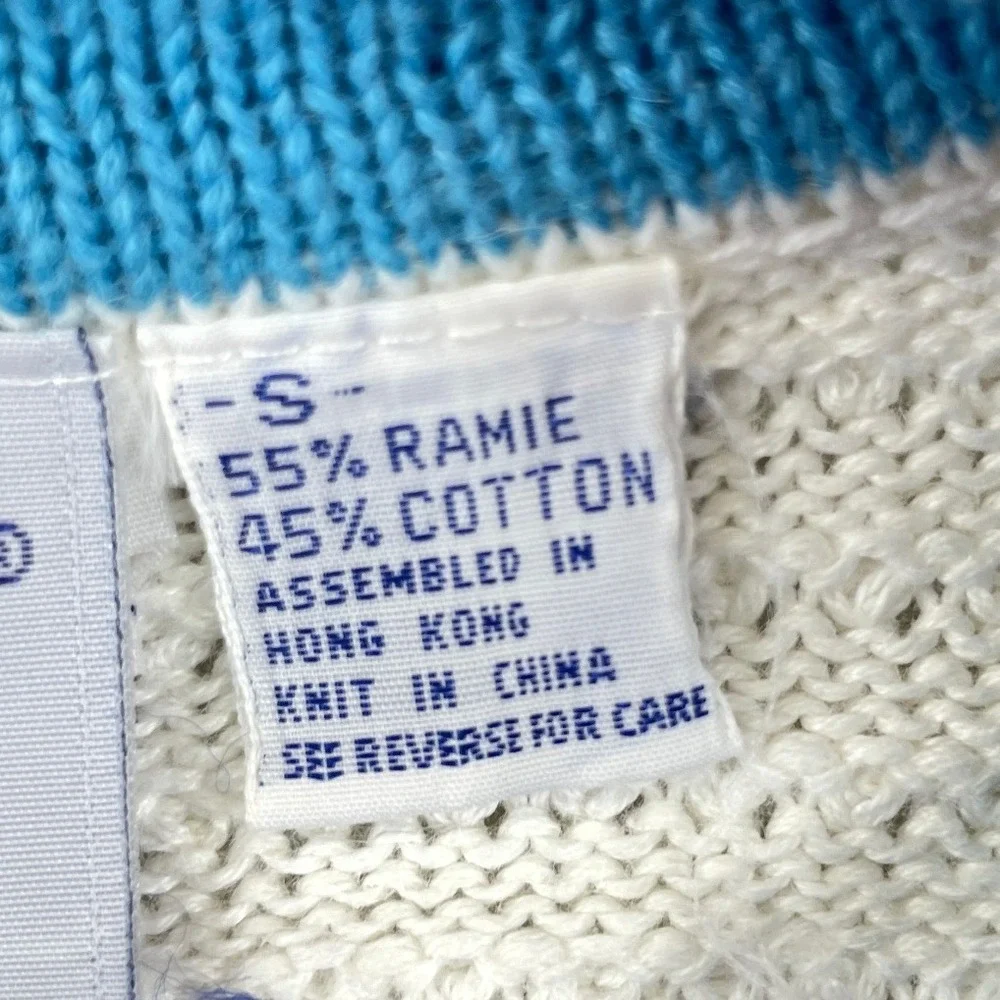 ®
- S -
55% RAMIE
45% COTTON
ASSEMBLED IN
HONG KONG
KNIT IN CHINA
SEE REVERSE FOR CARE